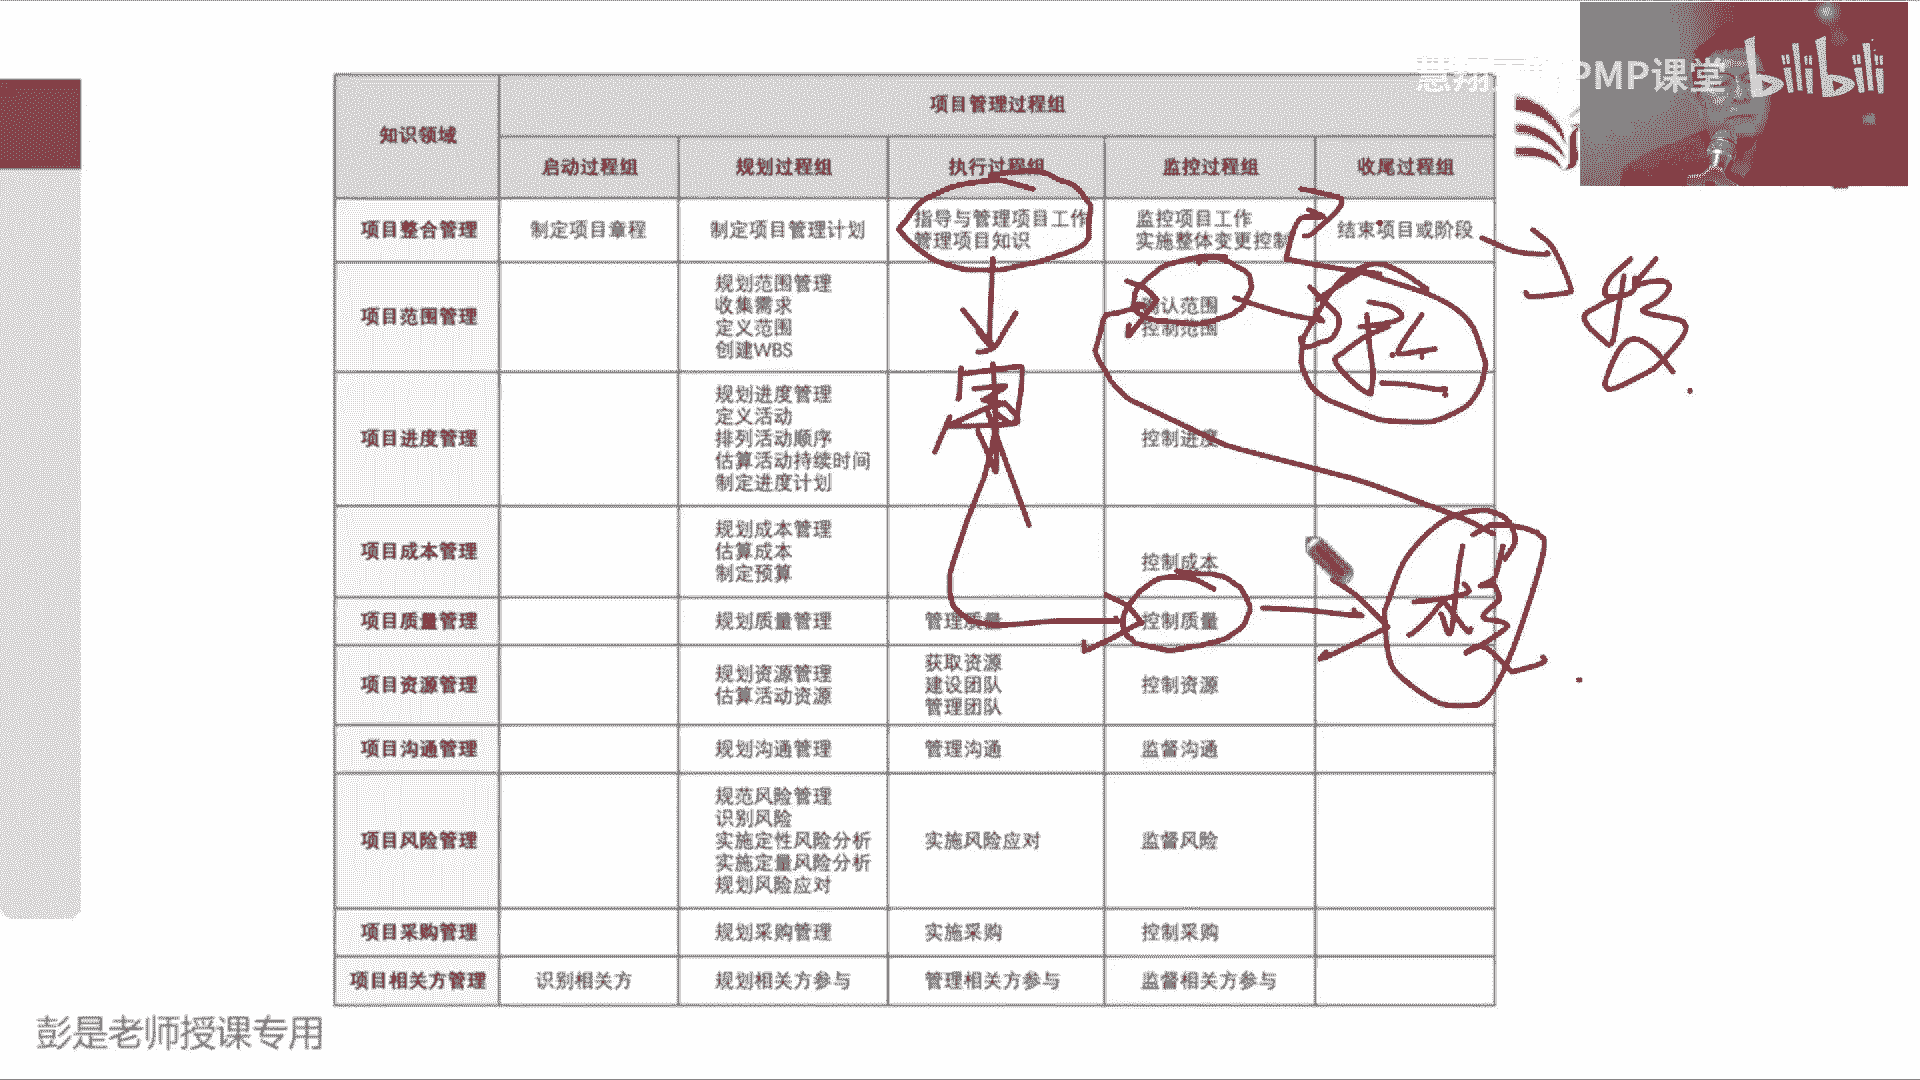 PMP课堂 bilibili
知识领域
项目管理过程组
启动过程组
规划过程组
执行过程组
监控过程组
收尾过程组
项目整合管理
制定项目章程
制定项目管理计划
指导与管理项目工作
管理项目知识
监控项目工作
实施整体变更控制
结束项目或阶段
项目范围管理
规划范围管理
收集需求
定义范围
创建WBS
确认范围
控制范围
项目进度管理
规划进度管理
定义活动
排列活动顺序
估算活动持续时间
制定进度计划
控制进度
项目成本管理
规划成本管理
估算成本
制定预算
控制成本
项目质量管理
规划质量管理
管理质量
控制质量
项目资源管理
规划资源管理
估算活动资源
获取资源
建设团队
管理团队
控制资源
项目沟通管理
规划沟通管理
管理沟通
监督沟通
项目风险管理
规范风险管理
识别风险
实施定性风险分析
实施定量风险分析
规划风险应对
实施风险应对
监督风险
项目采购管理
规划采购管理
实施采购
控制采购
项目相关方管理
识别相关方
规划相关方参与
管理相关方参与
监督相关方参与
彭是老师授课专用